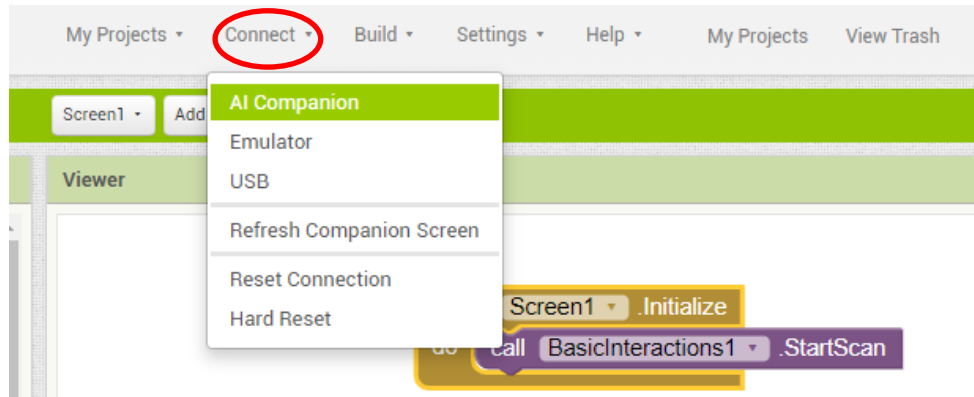 My Projects Connect Build Settings Help My Projects View Trash
Screen1 Add
AI Companion
Emulator
Viewer
USB
Refresh Companion Screen
Reset Connection
Hard Reset
Screen1 .Initialize
do call BasicInteractions1 .StartScan